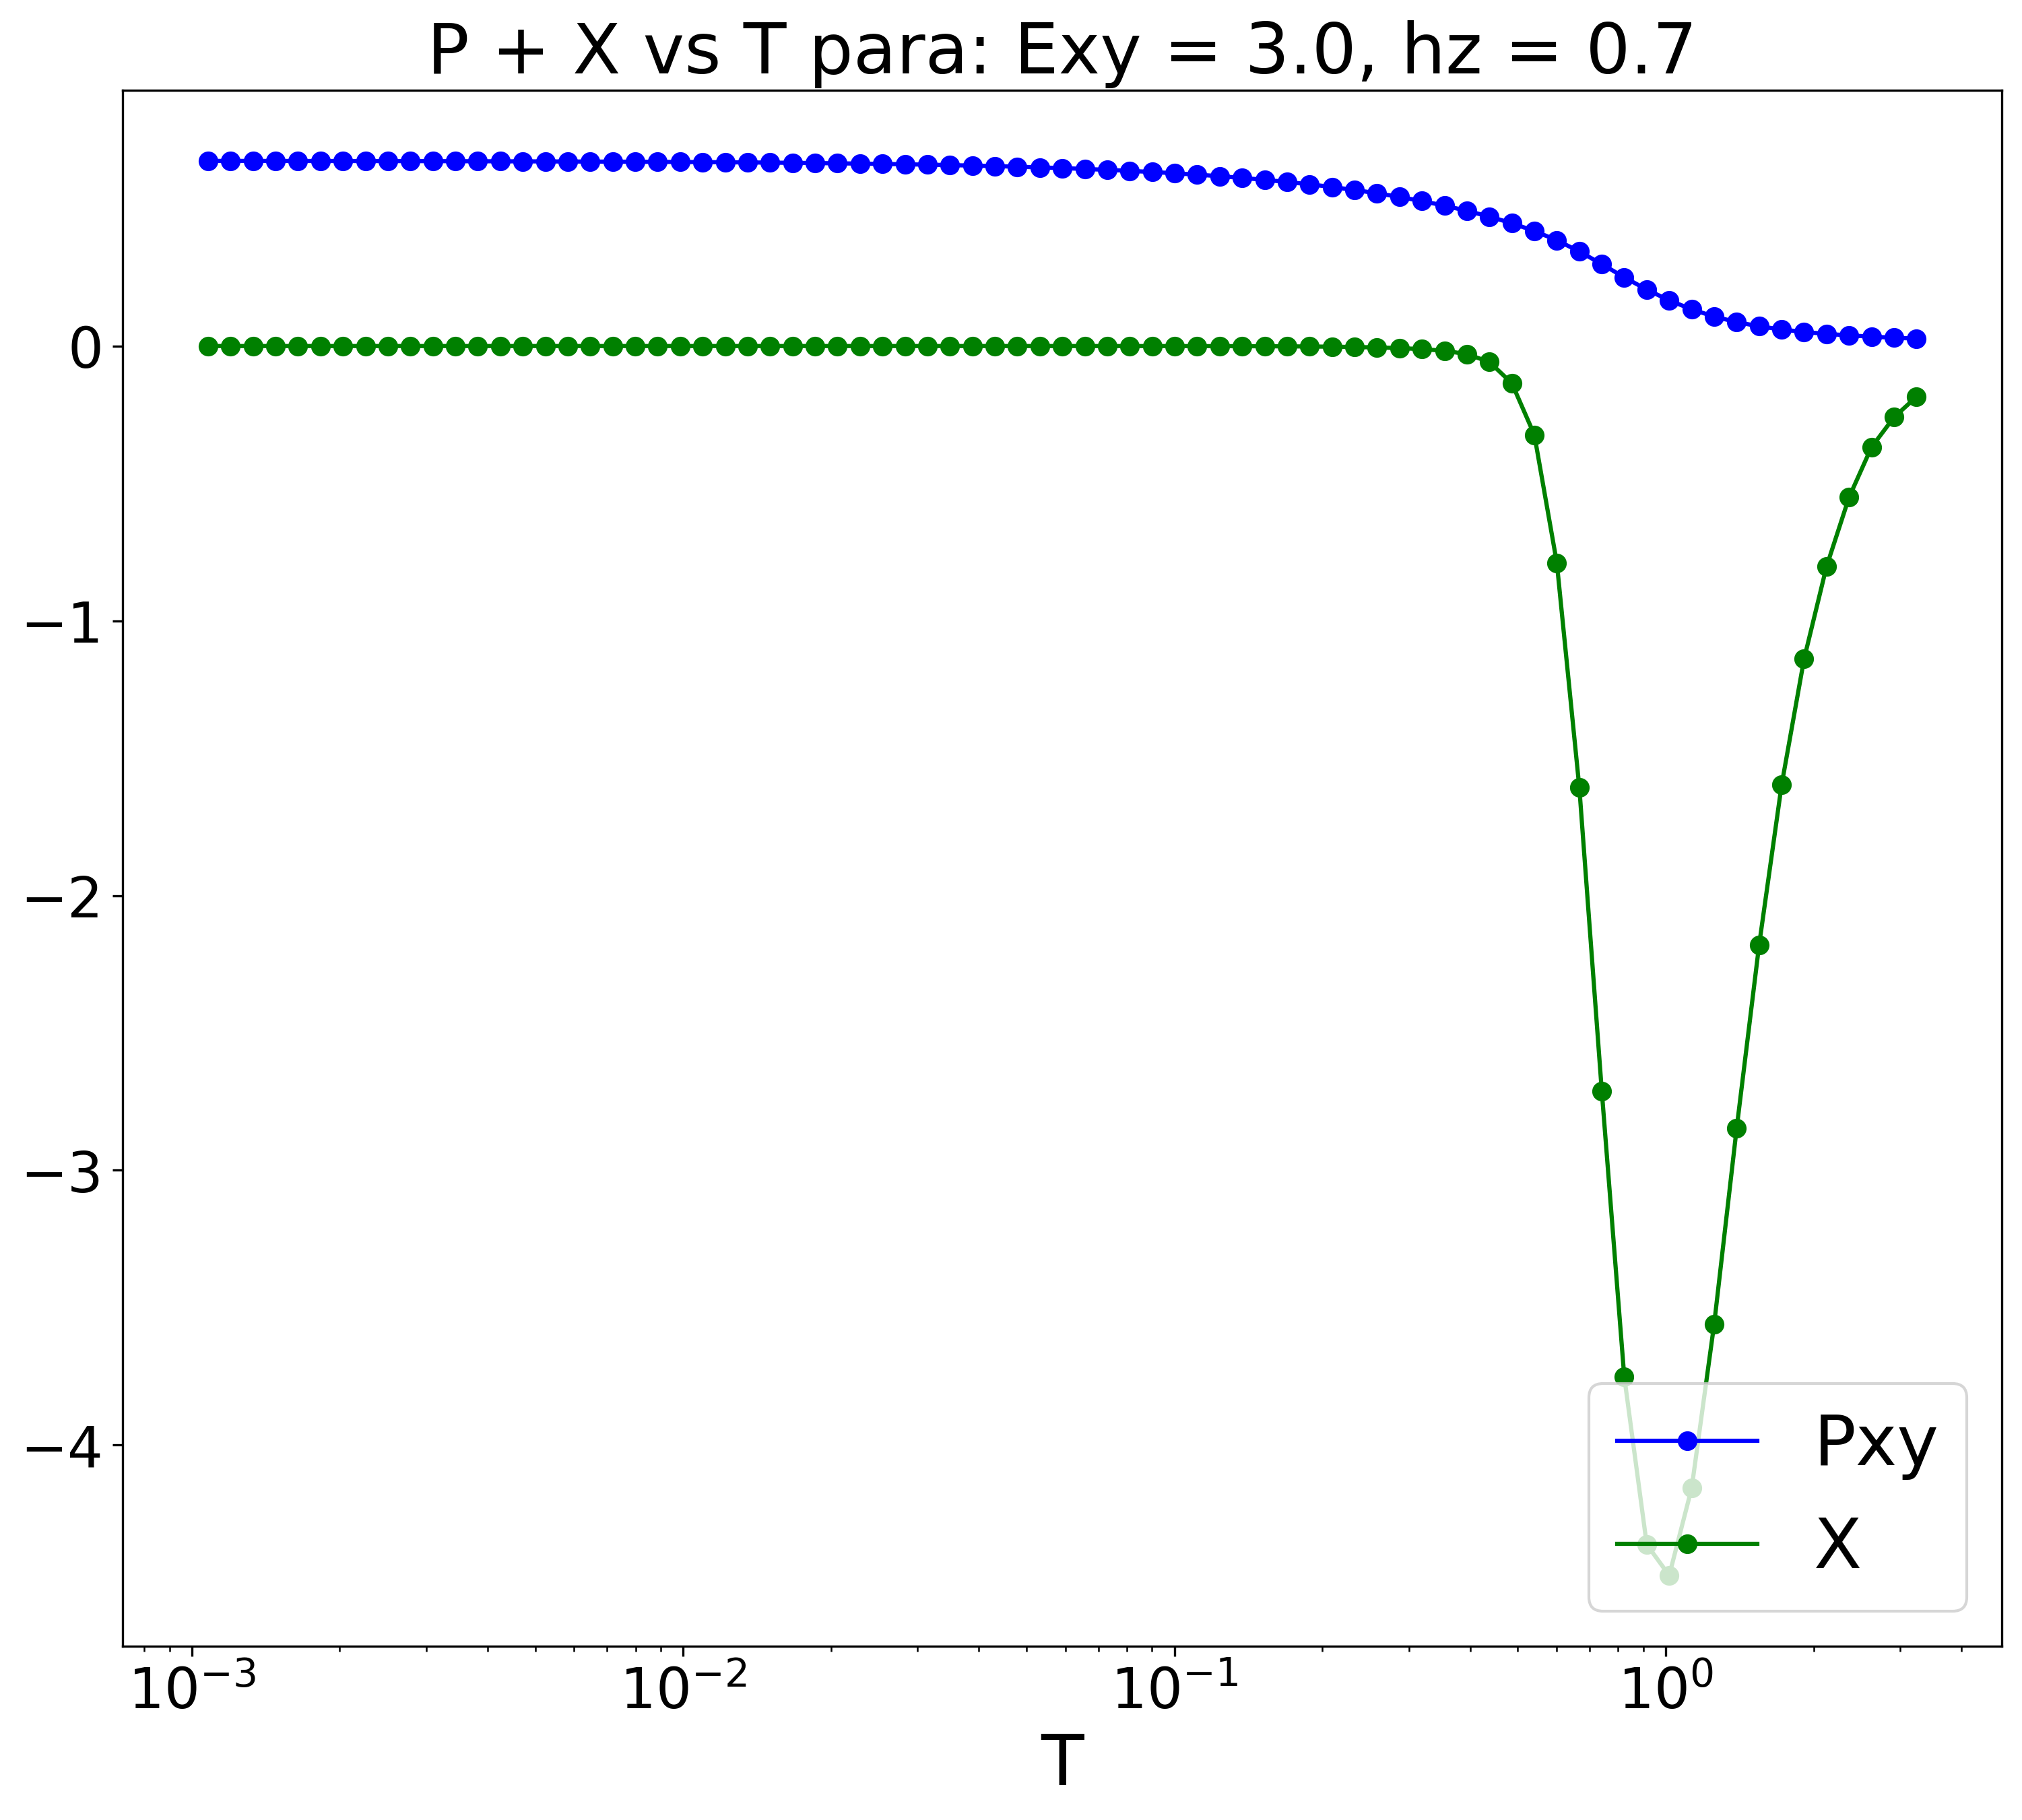 P + X vs T para: Exy = 3.0, hz = 0.7
0
−1
−2
−3
−4
Pxy
X
10⁻³ 10⁻² 10⁻¹ 10⁰
T